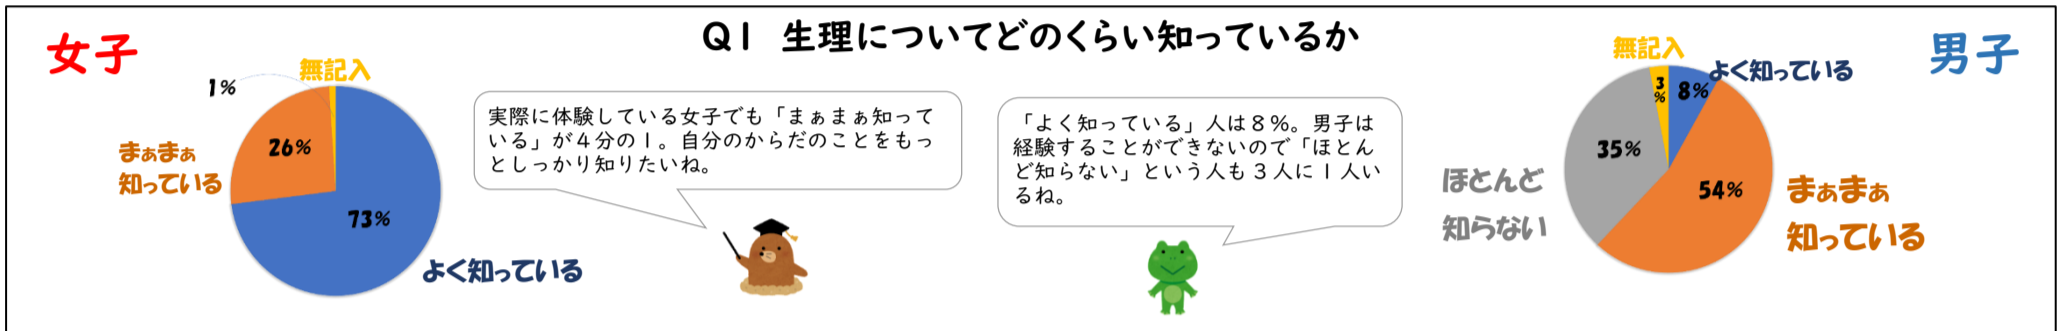 Q1 生理についてどのくらい知っているか
女子
1%
無記入
まぁまぁ
知っている
26%
73%
よく知っている
実際に体験している女子でも「まぁまぁ知って
いる」が4分の1。自分のからだのことをもっ
としっかり知りたいね。
「よく知っている」人は8%。男子は
経験することができないので「ほとん
ど知らない」という人も3人に1人い
るね。
男子
無記入
3
%
8%
よく知っている
35%
ほとんど
知らない
54%
まぁまぁ
知っている